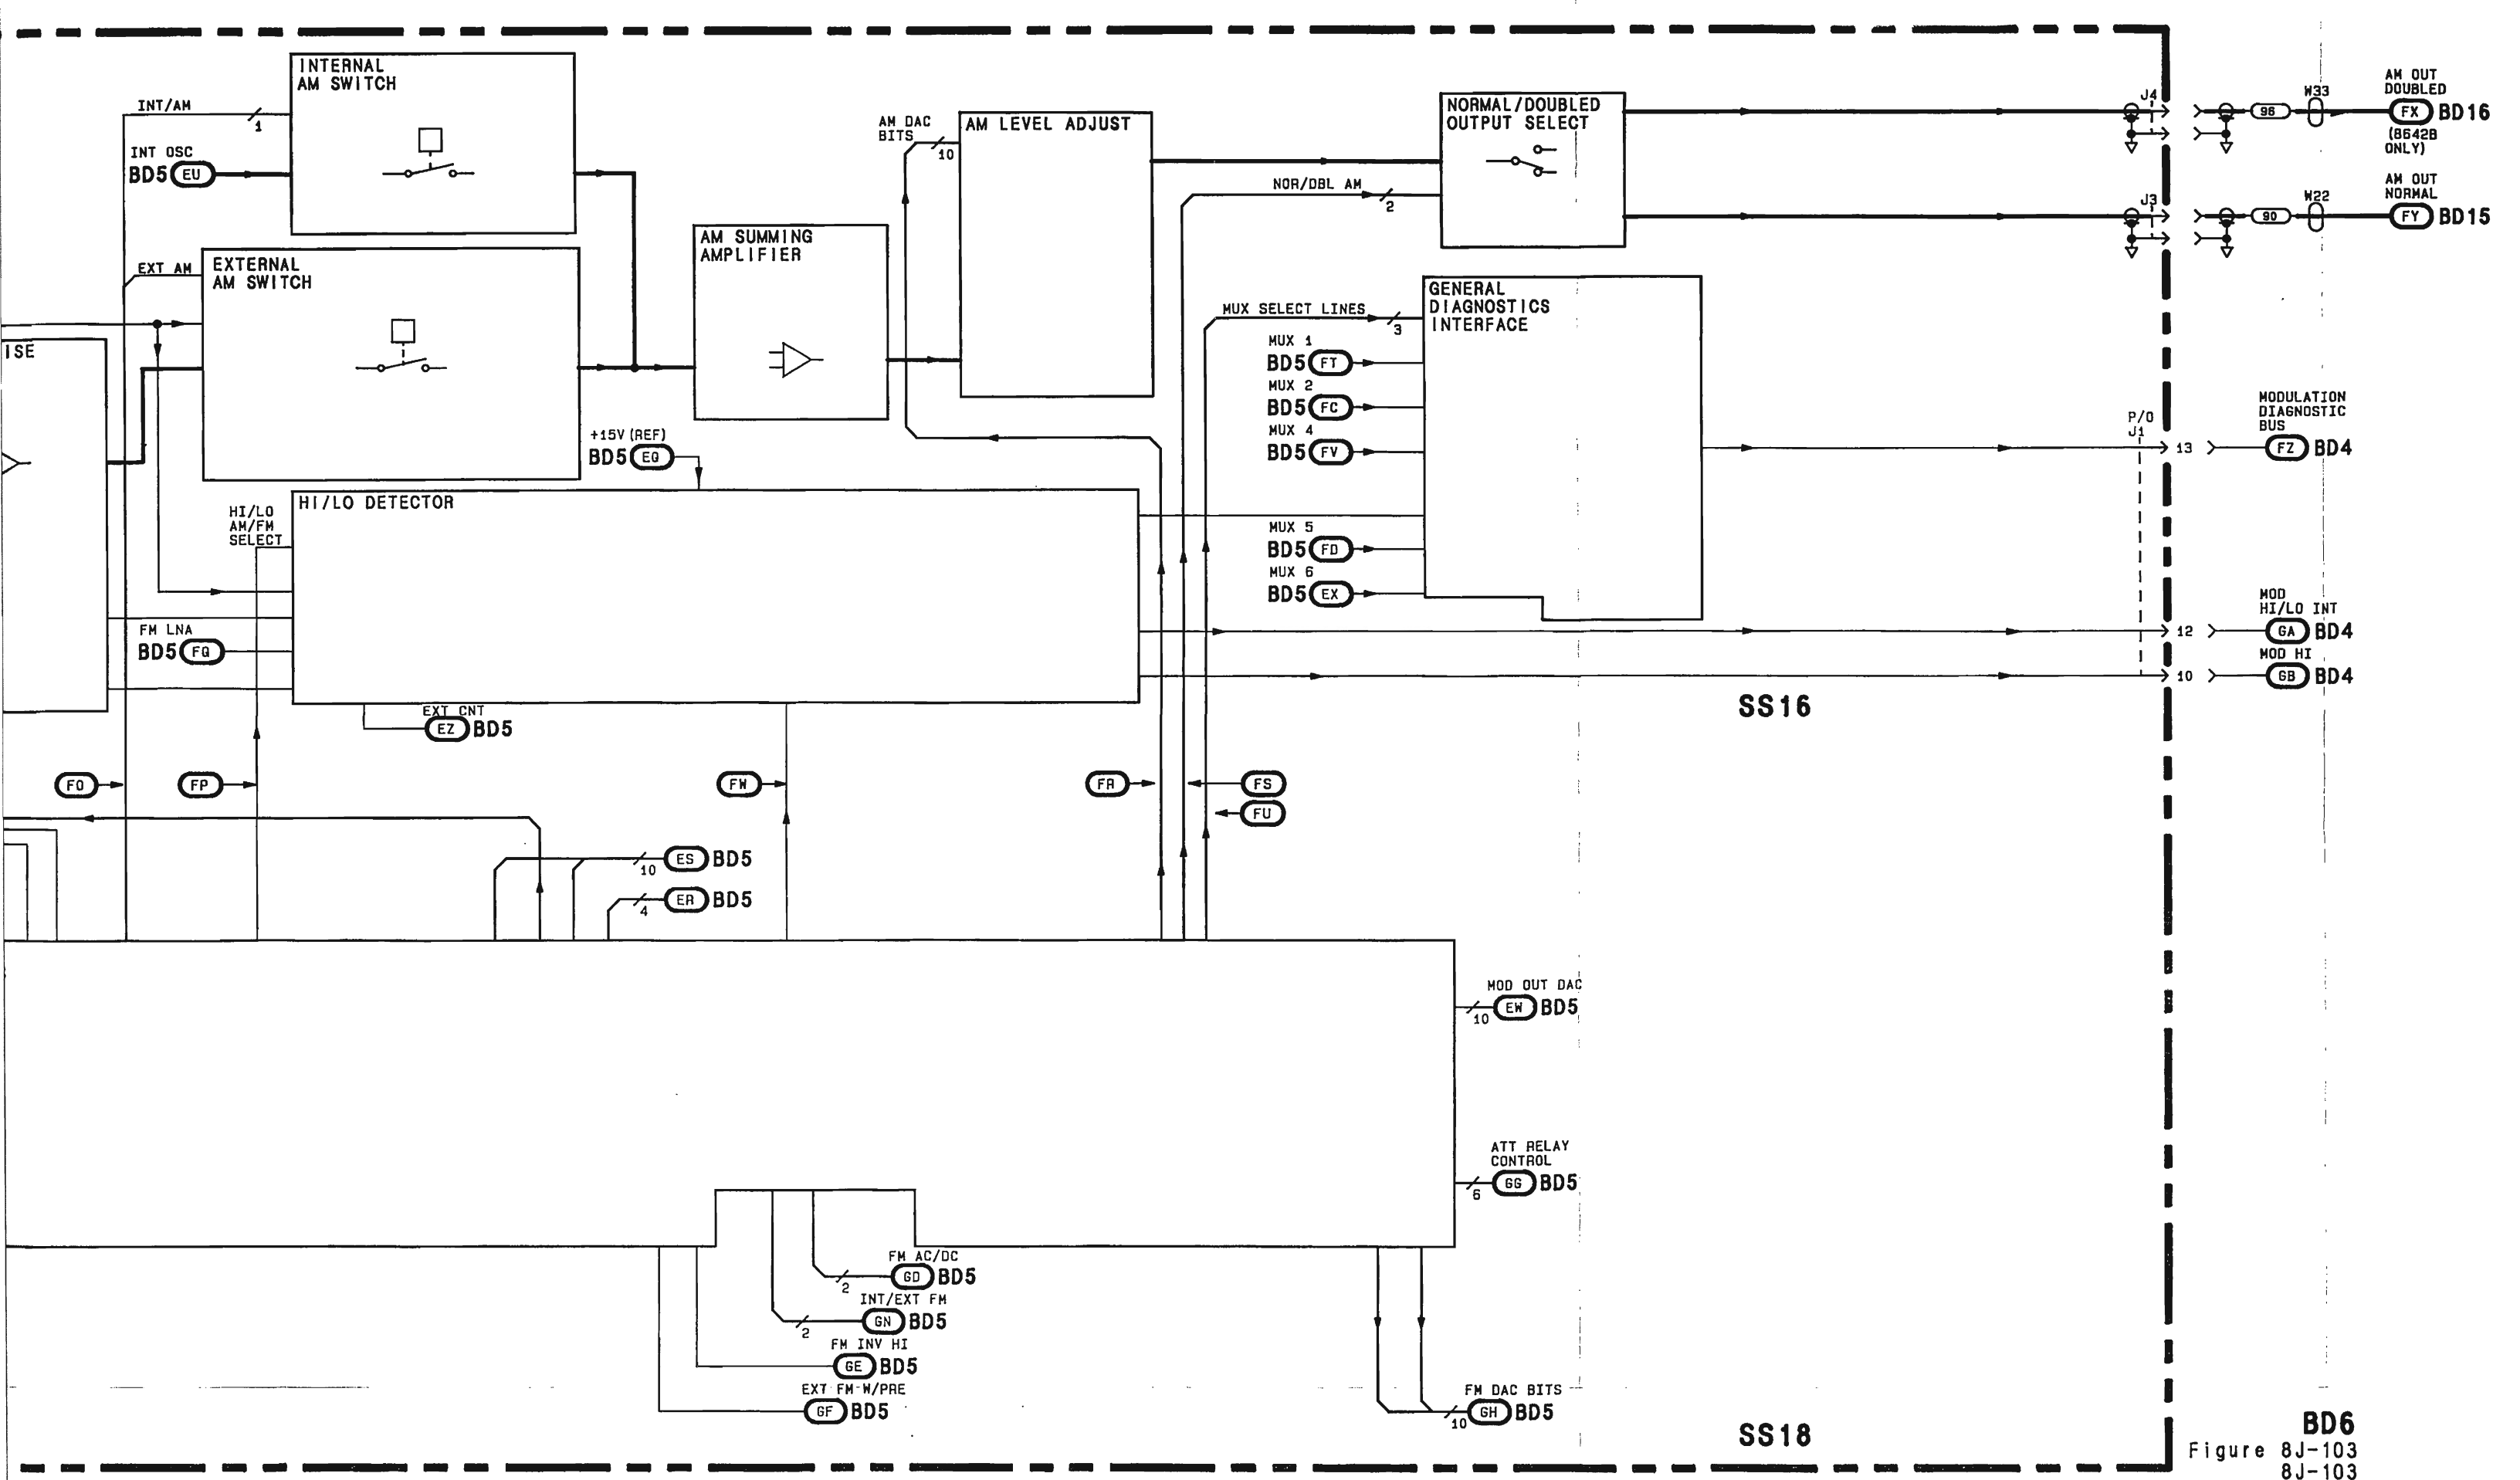 INTERNAL
AM SWITCH
INT/AM
1
INT OSC
BD5 EU
EXT AM
EXTERNAL
AM SWITCH
ISE
AM SUMMING
AMPLIFIER
AM DAC
BITS
10
AM LEVEL ADJUST
NORMAL/DOUBLED
OUTPUT SELECT
NOR/DBL AM
2
J4
96
W33
AM OUT
DOUBLED
FX BD16
(8642B
ONLY)
J3
90
W22
AM OUT
NORMAL
FY BD15
GENERAL
DIAGNOSTICS
INTERFACE
MUX SELECT LINES
3
MUX 1
BD5 FT
MUX 2
BD5 FC
MUX 4
BD5 FV
MUX 5
BD5 FD
MUX 6
BD5 EX
P/O
J1
13
MODULATION
DIAGNOSTIC
BUS
FZ BD4
12
MOD
HI/LO INT
GA BD4
10
MOD HI
GB BD4
+15V (REF)
BD5 EQ
HI/LO DETECTOR
HI/LO
AM/FM
SELECT
FM LNA
BD5 FQ
EXT CNT
EZ BD5
SS16
FO
FP
FW
FR
FS
FU
10
ES BD5
4
ER BD5
MOD OUT DAC
10
EW BD5
ATT RELAY
CONTROL
6
GG BD5
FM AC/DC
2
GD BD5
INT/EXT FM
2
GN BD5
FM INV HI
GE BD5
EXT FM W/PRE
GF BD5
FM DAC BITS
10
GH BD5
SS18
BD6
Figure 8J-103
8J-103